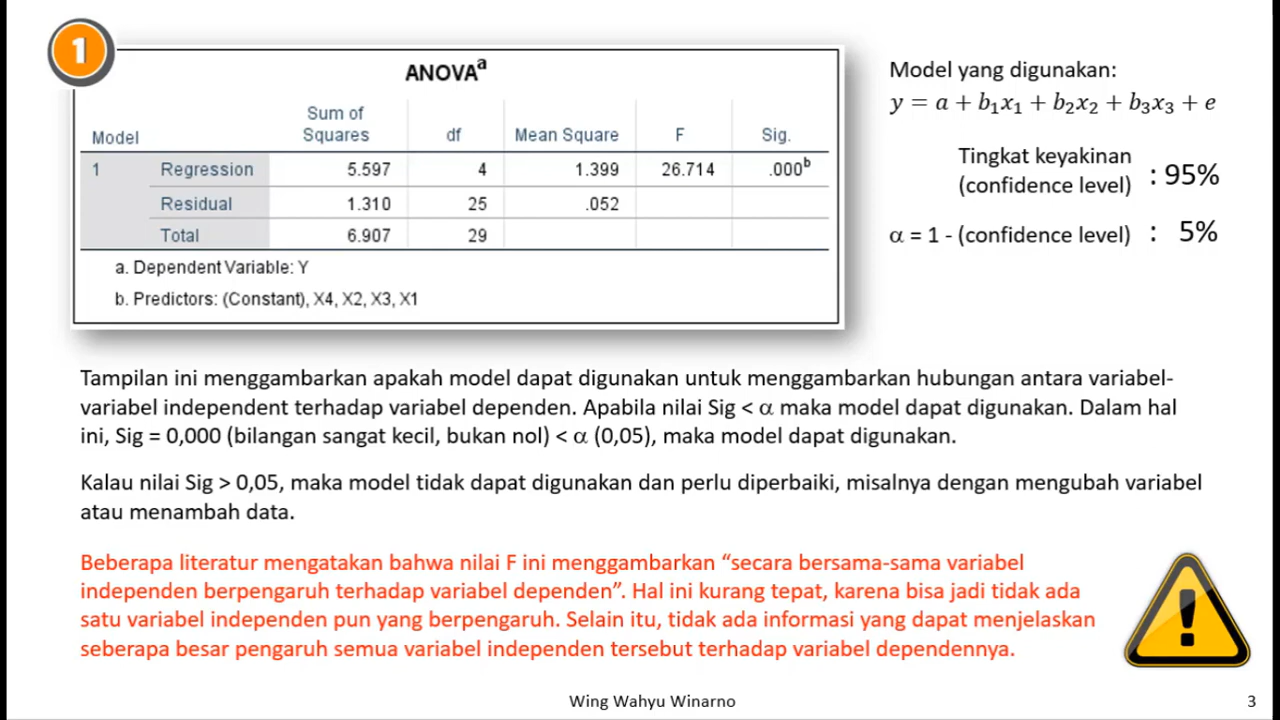 1
ANOVAa
Model Sum of Squares df Mean Square F Sig.
1 Regression 5.597 4 1.399 26.714 .000b
Residual 1.310 25 .052
Total 6.907 29
a. Dependent Variable: Y
b. Predictors: (Constant), X4, X2, X3, X1
Model yang digunakan:
y = a + b₁x₁ + b₂x₂ + b₃x₃ + e
Tingkat keyakinan
(confidence level) : 95%
α = 1 - (confidence level) : 5%
Tampilan ini menggambarkan apakah model dapat digunakan untuk menggambarkan hubungan antara variabel-
variabel independent terhadap variabel dependen. Apabila nilai Sig < α maka model dapat digunakan. Dalam hal
ini, Sig = 0,000 (bilangan sangat kecil, bukan nol) < α (0,05), maka model dapat digunakan.
Kalau nilai Sig > 0,05, maka model tidak dapat digunakan dan perlu diperbaiki, misalnya dengan mengubah variabel
atau menambah data.
Beberapa literatur mengatakan bahwa nilai F ini menggambarkan “secara bersama-sama variabel
independen berpengaruh terhadap variabel dependen”. Hal ini kurang tepat, karena bisa jadi tidak ada
satu variabel independen pun yang berpengaruh. Selain itu, tidak ada informasi yang dapat menjelaskan
seberapa besar pengaruh semua variabel independen tersebut terhadap variabel dependennya.
Wing Wahyu Winarno
3